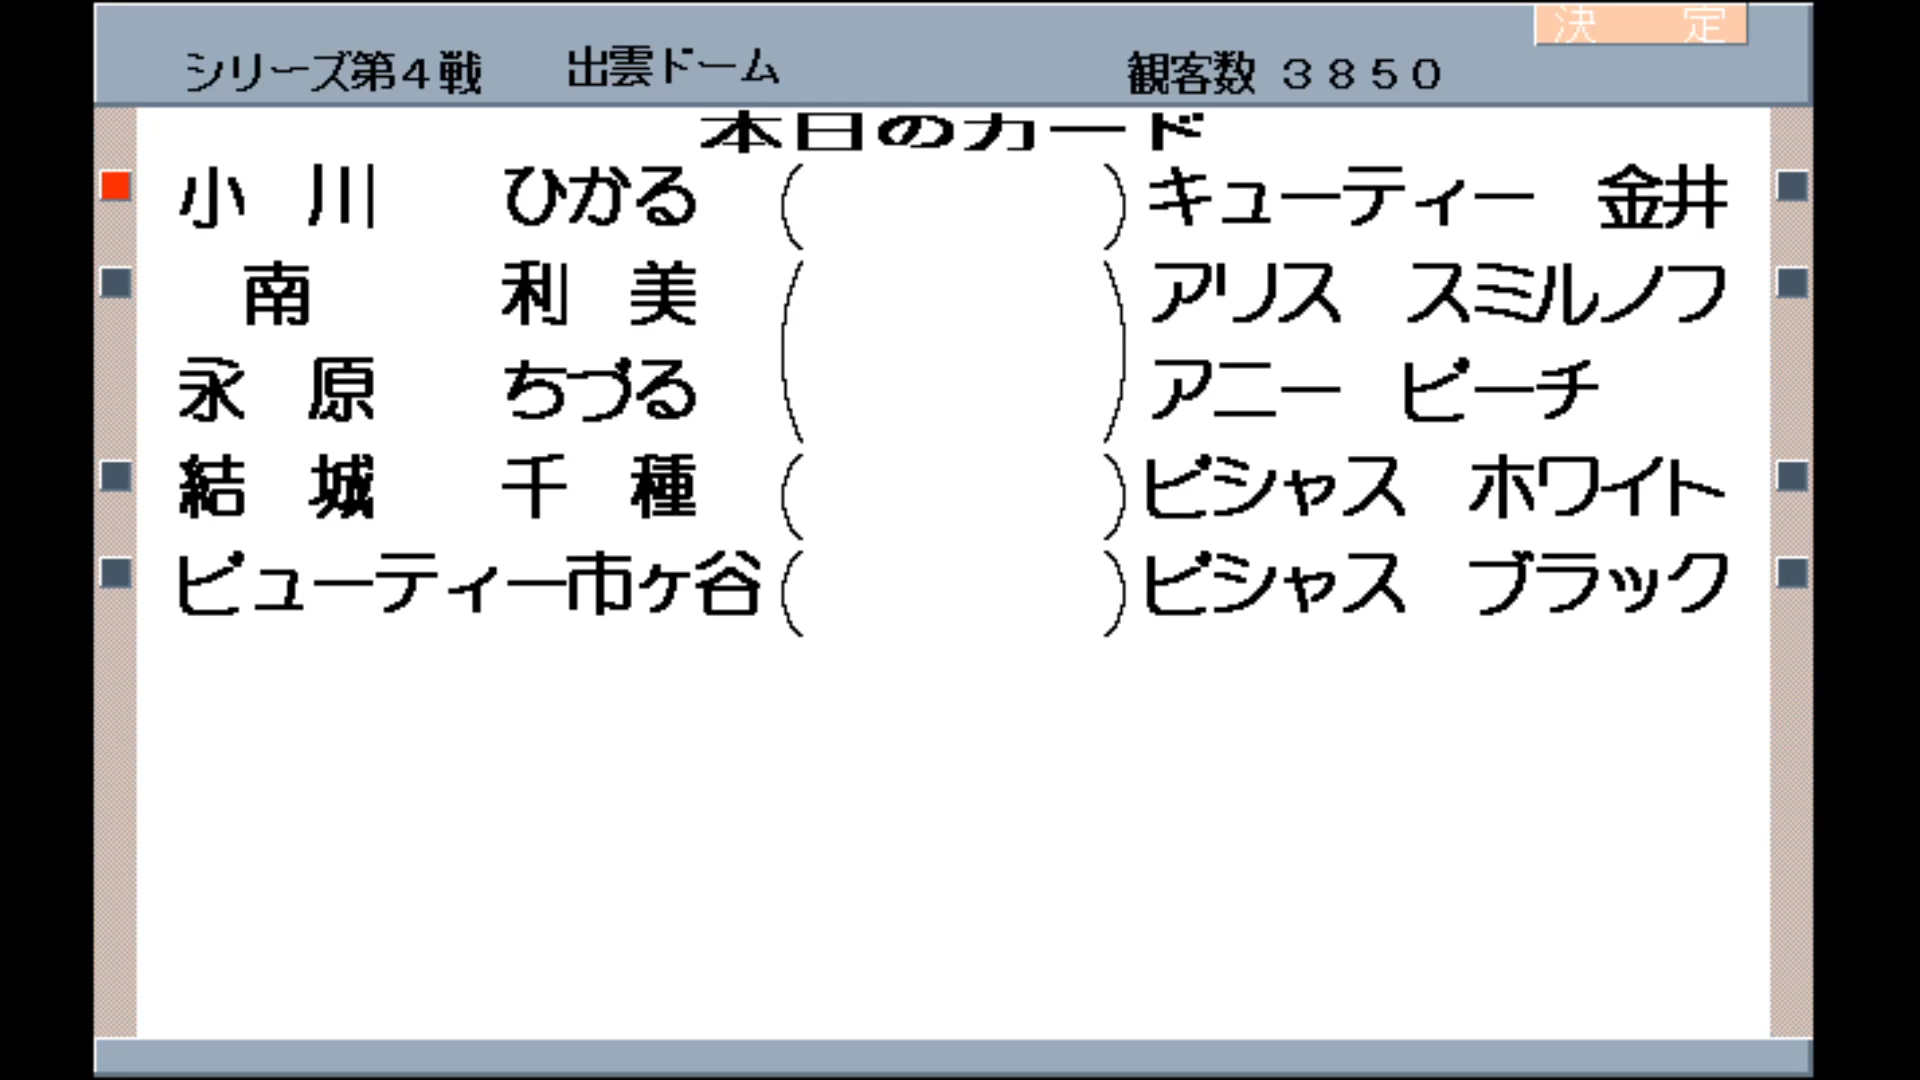 決　定
シリーズ第４戦　出雲ドーム　観客数 ３８５０
本日のカード
小　川　　ひかる（　　　　）キューティー　金井
南　　　利　美（　　　　）アリス　スミルノフ
永　原　　ちづる　　　　　アニー　ビーチ
結　城　　千　種（　　　　）ビシャス　ホワイト
ビューティー市ヶ谷（　　　　）ビシャス　ブラック